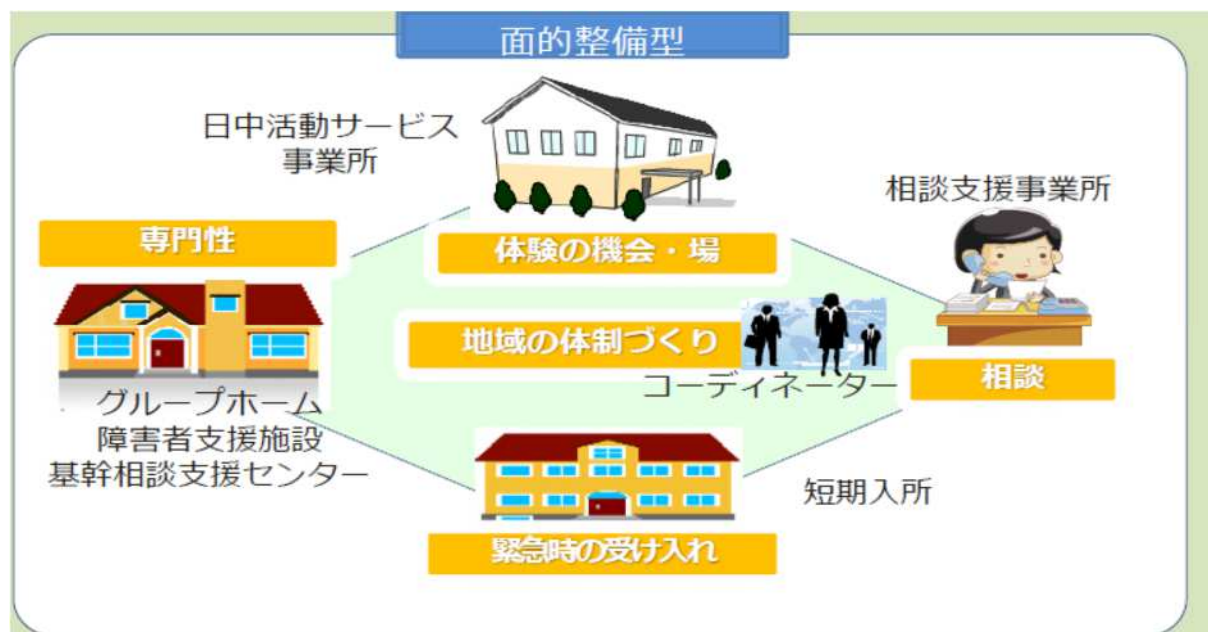 面的整備型
日中活動サービス
事業所
体験の機会・場
相談支援事業所
相談
専門性
グループホーム
障害者支援施設
基幹相談支援センター
地域の体制づくり
コーディネーター
短期入所
緊急時の受け入れ